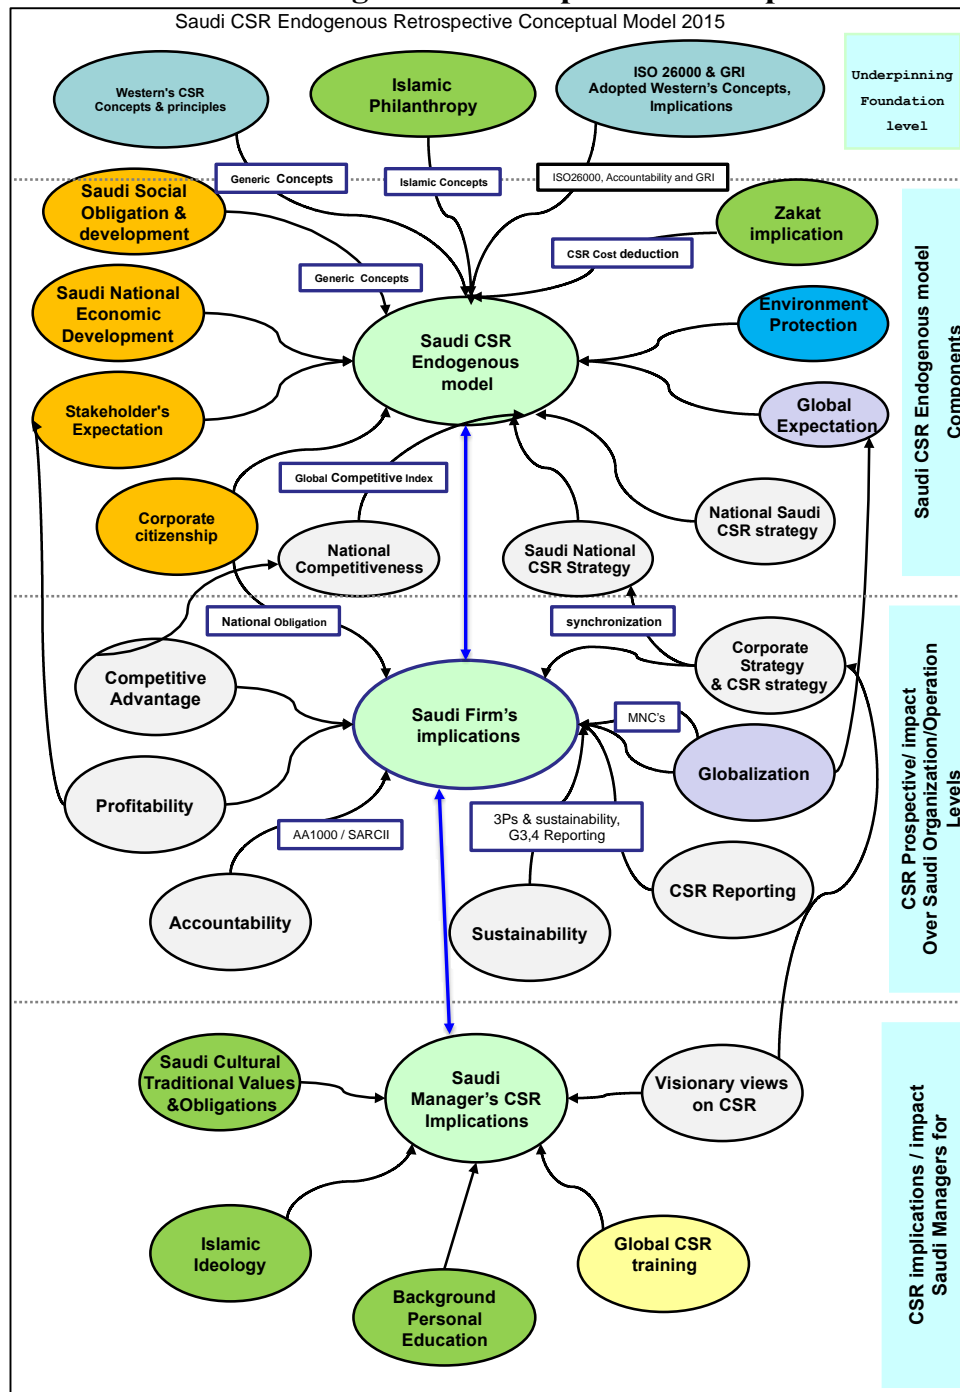 Saudi CSR Endogenous Retrospective Conceptual Model 2015
Western's CSR
Concepts & principles
Islamic
Philanthropy
ISO 26000 & GRI
Adopted Western's Concepts,
Implications
Underpinning
Foundation
level
Generic Concepts
Islamic Concepts
ISO26000, Accountability and GRI
Saudi Social
Obligation &
development
Zakat
implication
CSR Cost deduction
Generic Concepts
Saudi National
Economic
Development
Saudi CSR
Endogenous
model
Environment
Protection
Stakeholder's
Expectation
Global
Expectation
Saudi CSR Endogenous model
Components
Global Competitive Index
Corporate
citizenship
National
Competitiveness
Saudi National
CSR Strategy
National Saudi
CSR strategy
National Obligation
synchronization
Competitive
Advantage
Saudi Firm's
implications
Corporate
Strategy
& CSR strategy
MNC's
Globalization
Profitability
AA1000 / SARCII
3Ps & sustainability,
G3,4 Reporting
CSR Prospective/ impact
Over Saudi Organization/Operation
Levels
Accountability
Sustainability
CSR Reporting
Saudi Cultural
Traditional Values
&Obligations
Saudi
Manager's CSR
Implications
Visionary views
on CSR
Islamic
Ideology
Background
Personal
Education
Global CSR
training
CSR implications / impact
Saudi Managers for